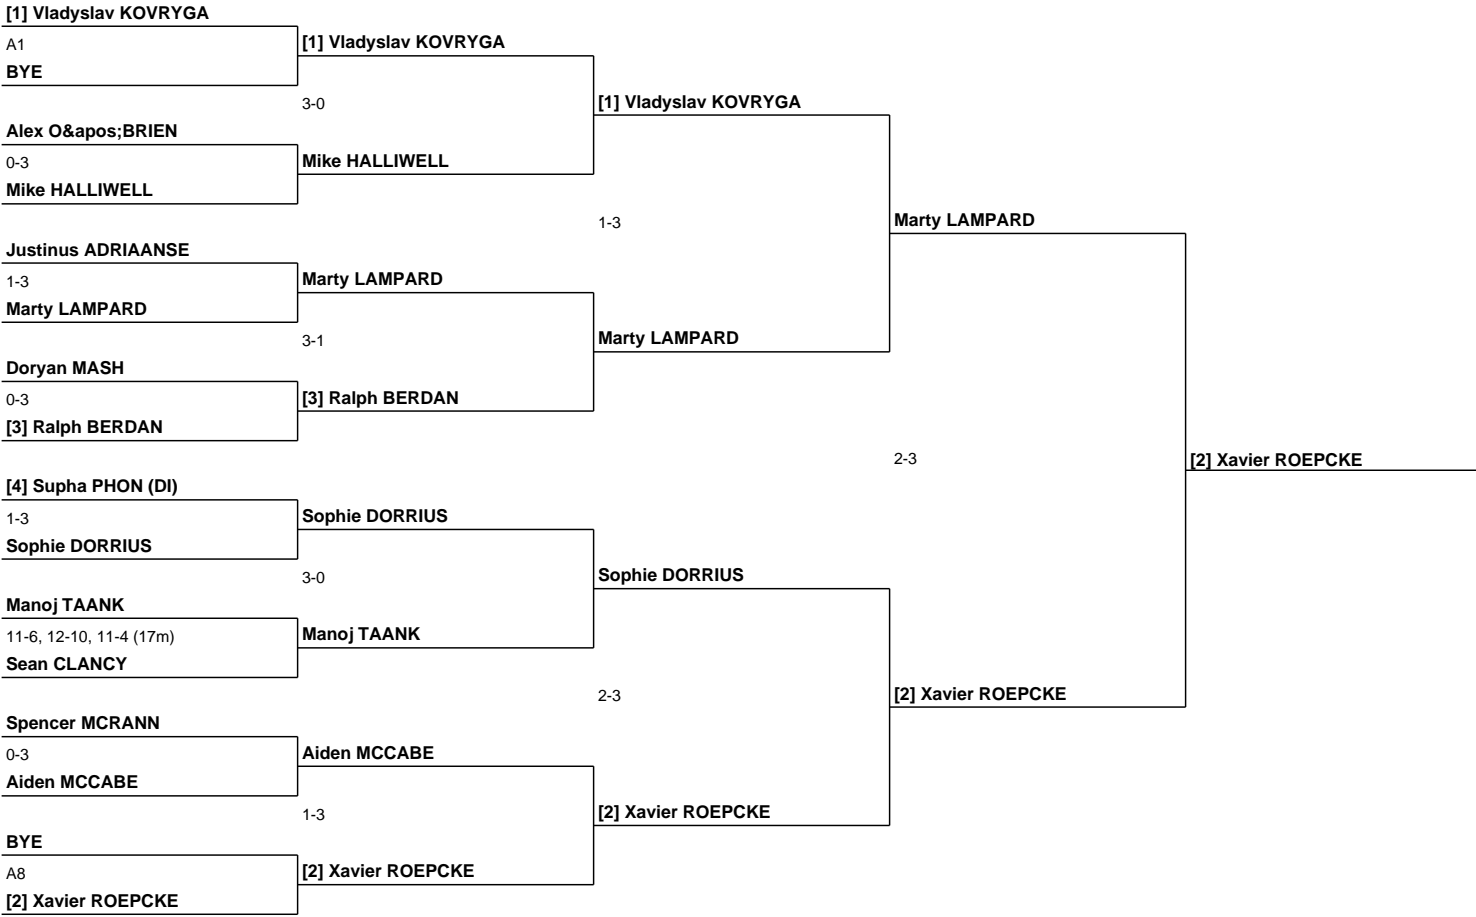 [1] Vladyslav KOVRYGA
A1
BYE
[1] Vladyslav KOVRYGA
3-0
Alex O&apos;BRIEN
0-3
Mike HALLIWELL
Mike HALLIWELL
[1] Vladyslav KOVRYGA
1-3
Justinus ADRIAANSE
1-3
Marty LAMPARD
Marty LAMPARD
3-1
Doryan MASH
0-3
[3] Ralph BERDAN
[3] Ralph BERDAN
Marty LAMPARD
Marty LAMPARD
2-3
[2] Xavier ROEPCKE
[4] Supha PHON (DI)
1-3
Sophie DORRIUS
Sophie DORRIUS
3-0
Manoj TAANK
11-6, 12-10, 11-4 (17m)
Sean CLANCY
Manoj TAANK
Sophie DORRIUS
2-3
[2] Xavier ROEPCKE
Spencer MCRANN
0-3
Aiden MCCABE
Aiden MCCABE
1-3
[2] Xavier ROEPCKE
BYE
A8
[2] Xavier ROEPCKE
[2] Xavier ROEPCKE